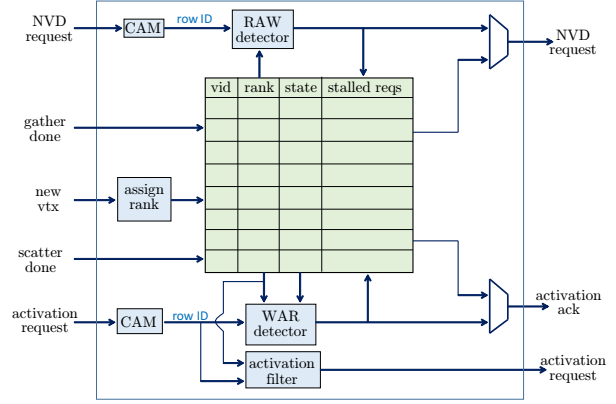 NVD
request
CAM
row ID
RAW
detector
NVD
request
vid rank state stalled reqs
gather
done
new
vtx
assign
rank
scatter
done
activation
request
CAM
row ID
WAR
detector
activation
ack
activation
filter
activation
request